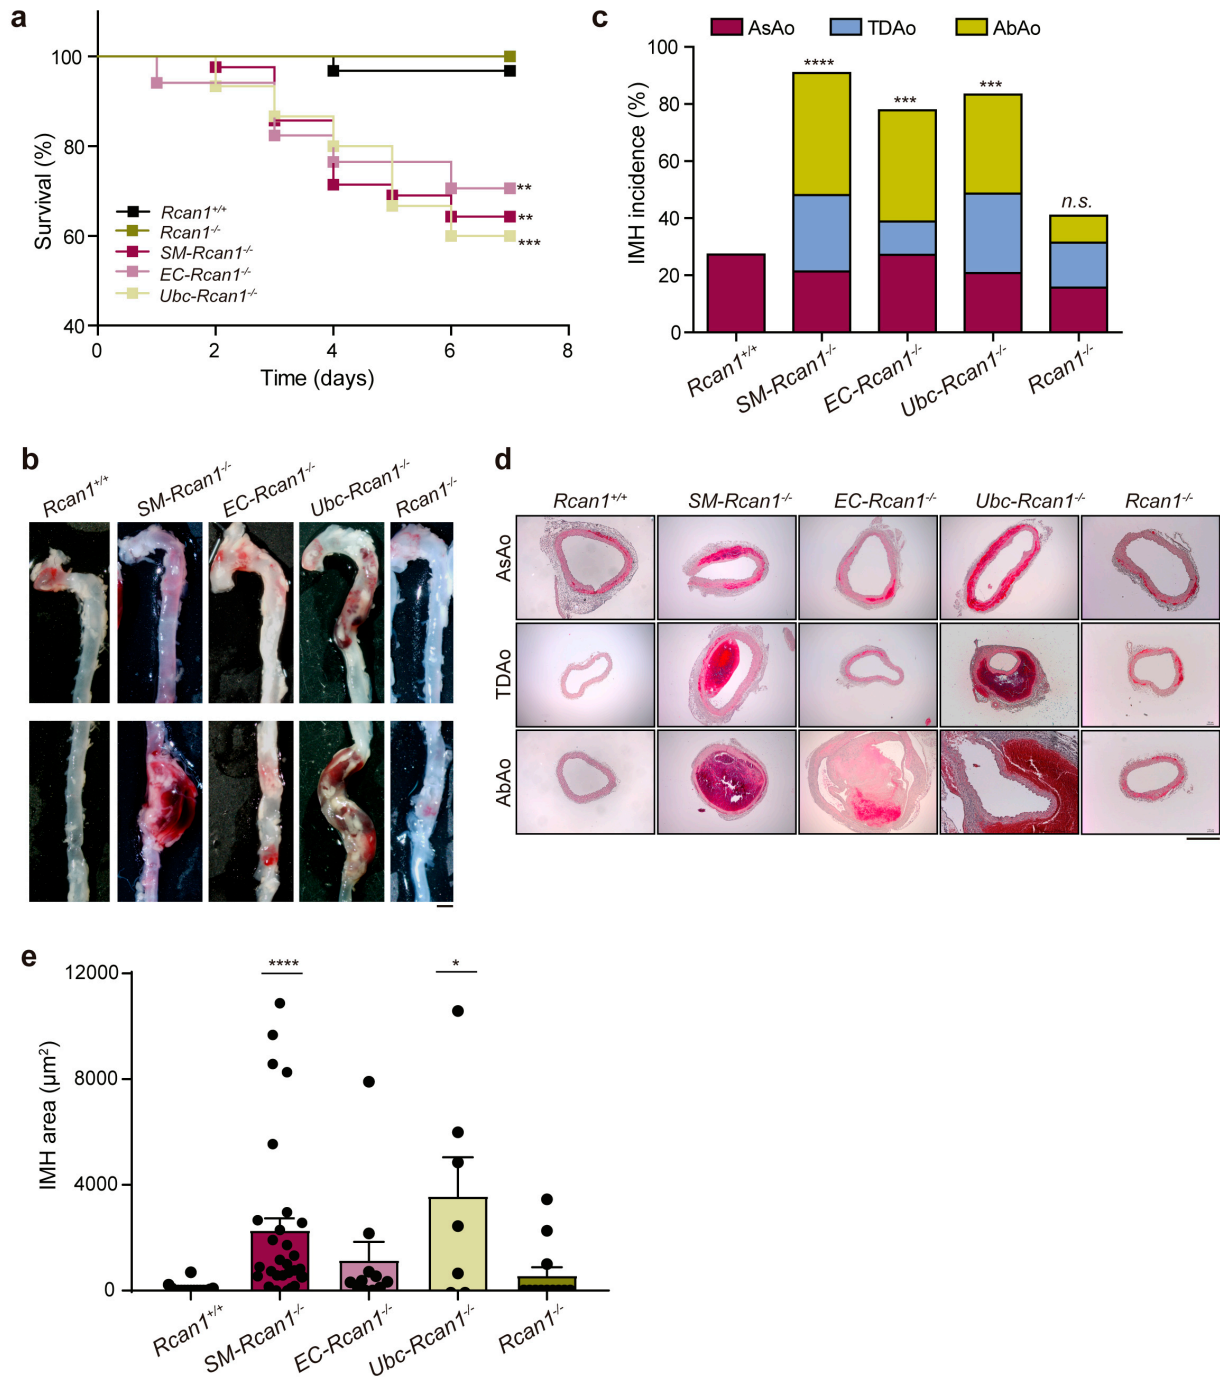 a
100
80
60
40
Survival (%)
0
2
4
6
8
Time (days)
Rcan1+/+
Rcan1-/-
SM-Rcan1-/-
EC-Rcan1-/-
Ubc-Rcan1-/-
**
**
***
c
AsAo
TDAo
AbAo
100
80
60
40
20
0
IMH incidence (%)
****
***
***
n.s.
Rcan1+/+
SM-Rcan1-/-
EC-Rcan1-/-
Ubc-Rcan1-/-
Rcan1-/-
b
Rcan1+/+
SM-Rcan1-/-
EC-Rcan1-/-
Ubc-Rcan1-/-
Rcan1-/-
d
Rcan1+/+
SM-Rcan1-/-
EC-Rcan1-/-
Ubc-Rcan1-/-
Rcan1-/-
AsAo
TDAo
AbAo
e
12000
8000
4000
0
IMH area (µm²)
****
*
Rcan1+/+
SM-Rcan1-/-
EC-Rcan1-/-
Ubc-Rcan1-/-
Rcan1-/-